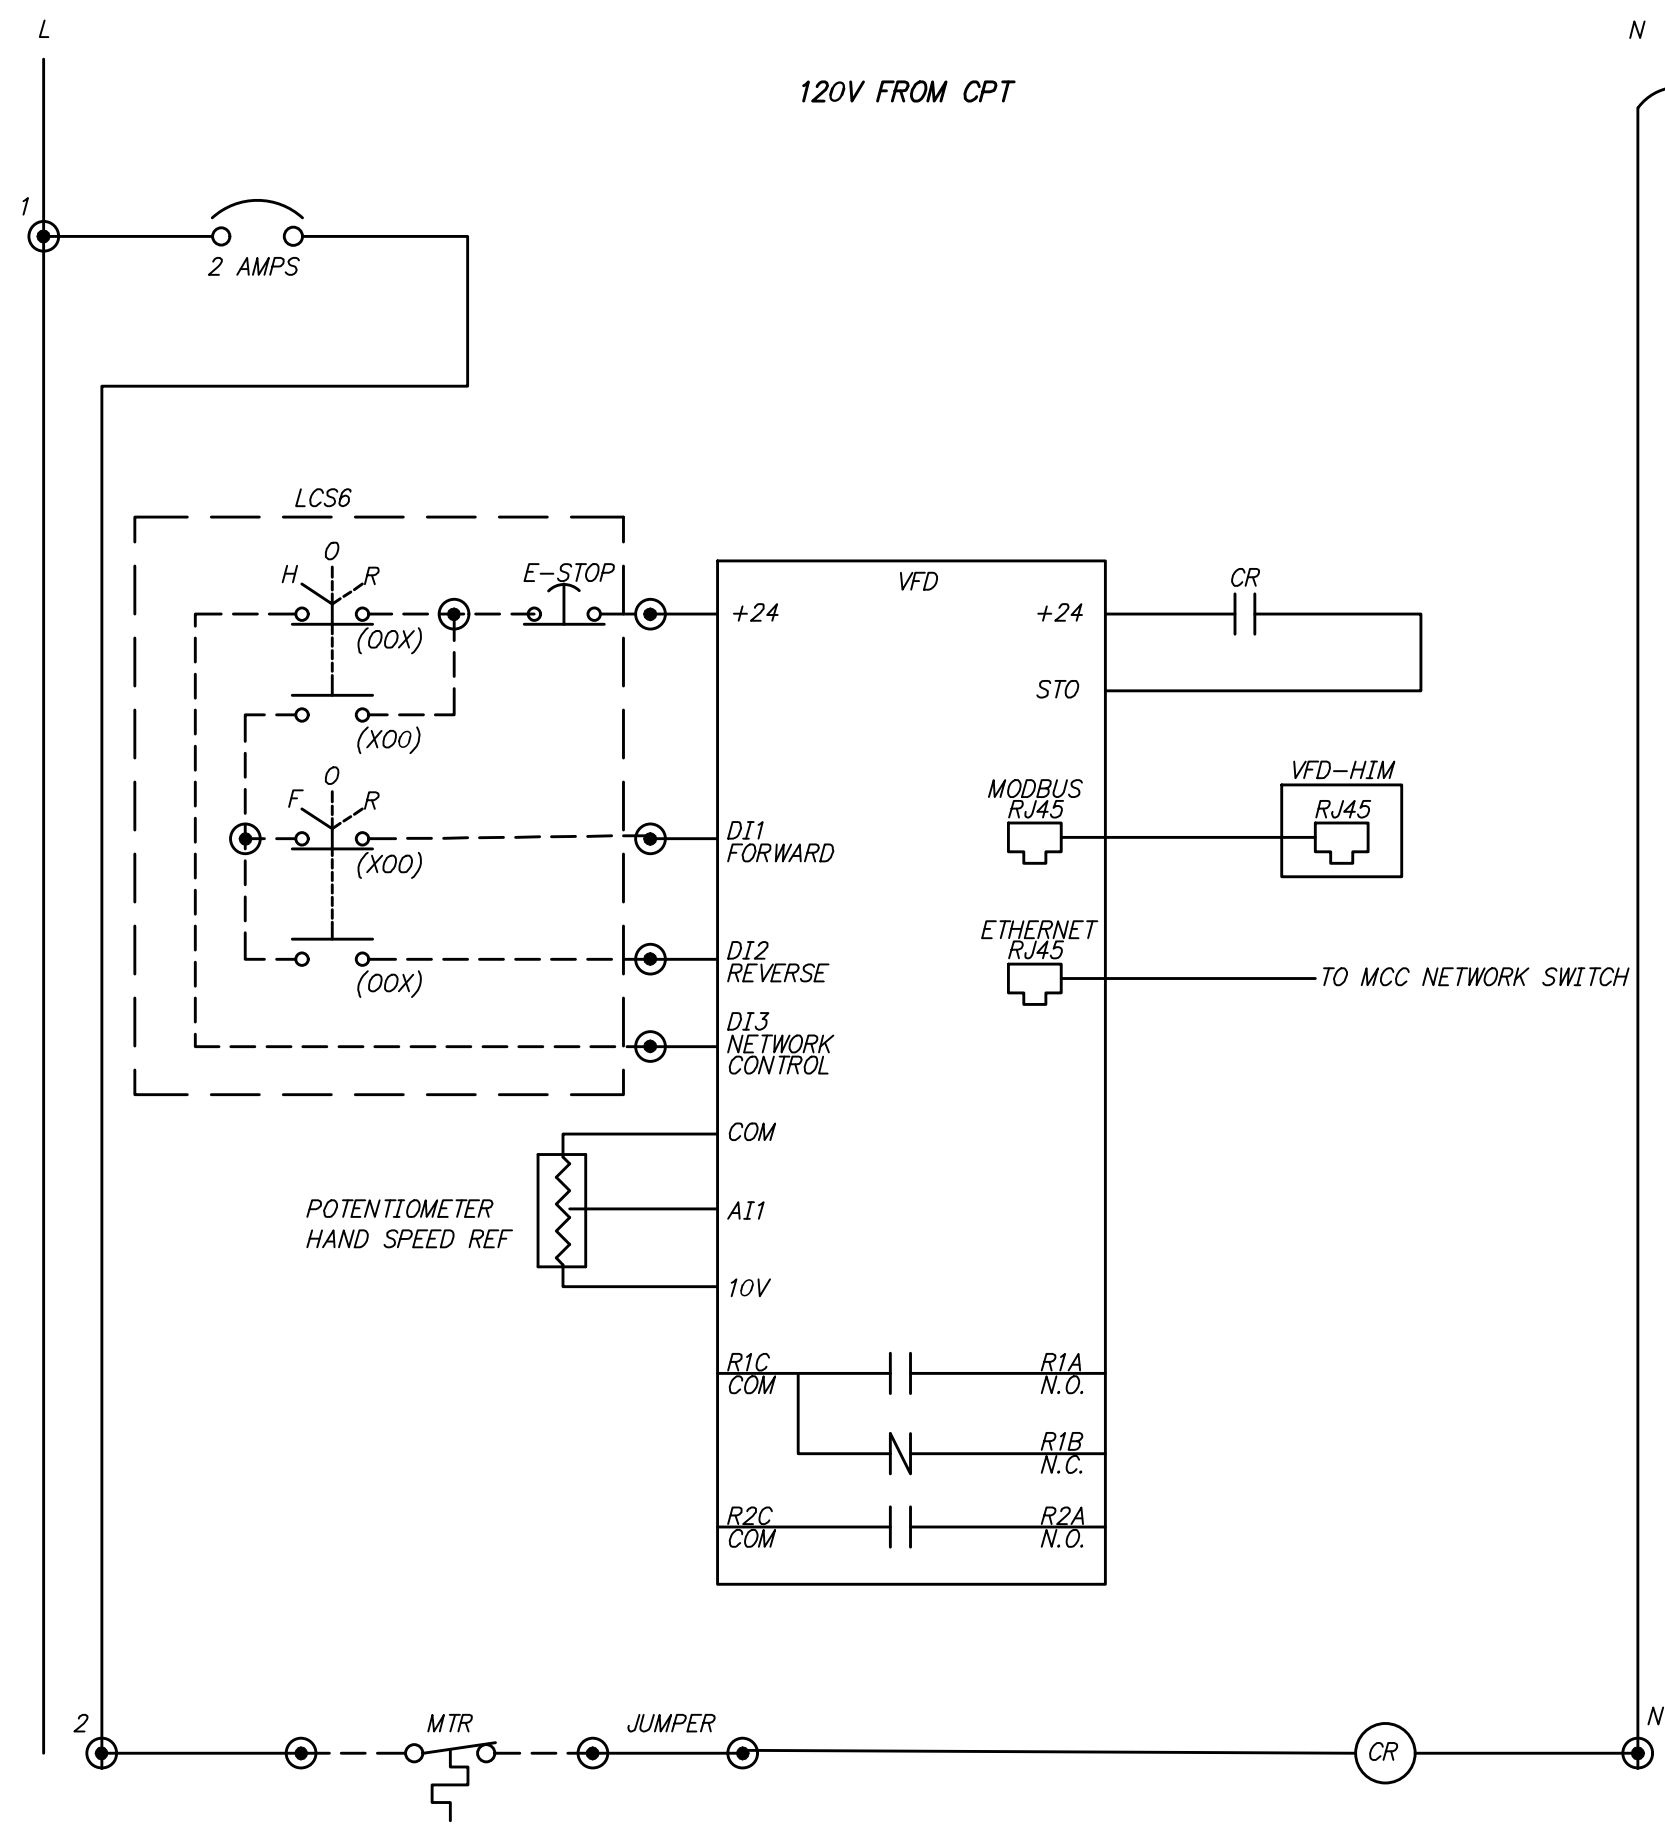 L
N
120V FROM CPT
1
2 AMPS
LCS6
O
H
R
E-STOP
(OOX)
(XOO)
O
F
R
(XOO)
(OOX)
VFD
+24
+24
CR
STO
MODBUS
RJ45
VFD-HIM
RJ45
DI1
FORWARD
ETHERNET
RJ45
TO MCC NETWORK SWITCH
DI2
REVERSE
DI3
NETWORK
CONTROL
COM
POTENTIOMETER
HAND SPEED REF
AI1
10V
R1C
COM
R1A
N.O.
R1B
N.C.
R2C
COM
R2A
N.O.
2
MTR
JUMPER
CR
N